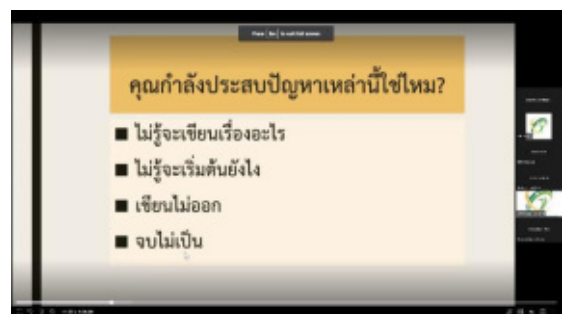 คุณกำลังประสบปัญหาเหล่านี้ใช่ไหม?
ไม่รู้จะเขียนเรื่องอะไร
ไม่รู้จะเริ่มต้นยังไง
เขียนไม่ออก
จบไม่เป็น